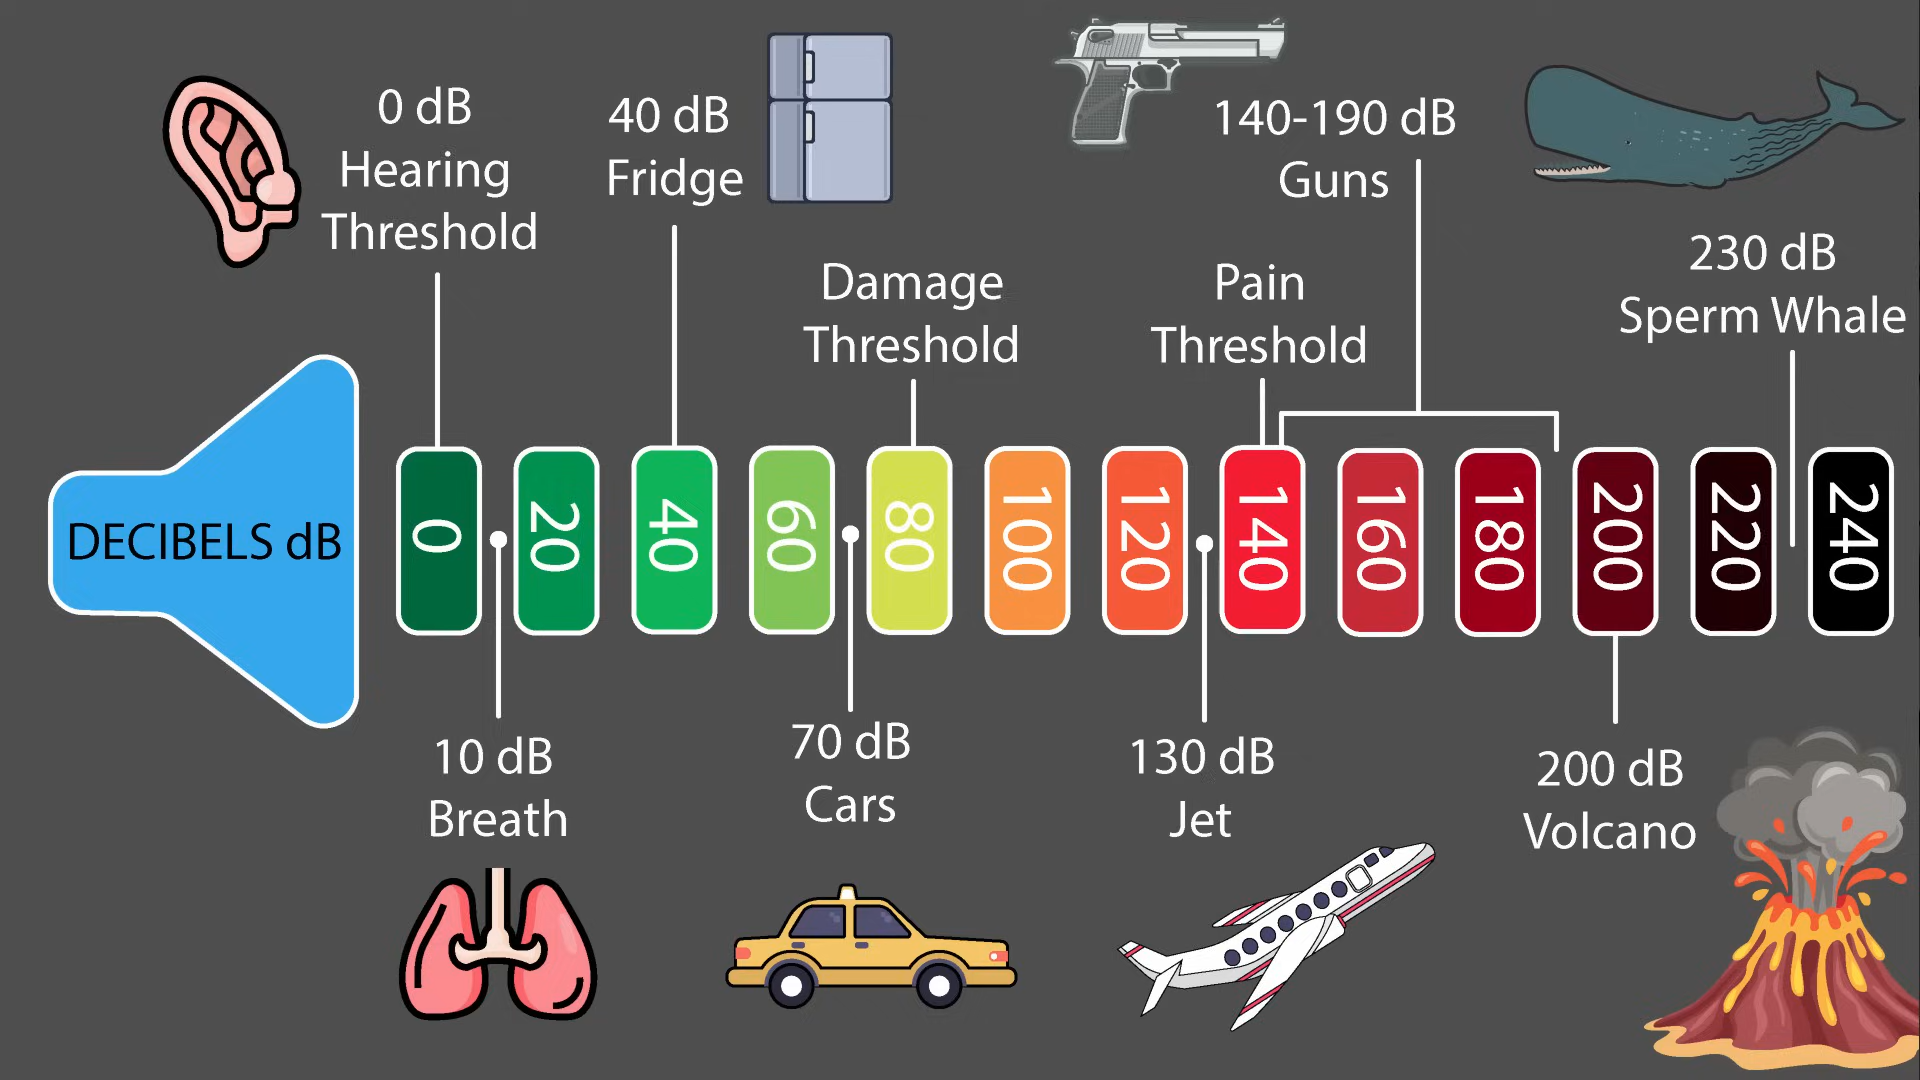 0 dB
Hearing
Threshold
40 dB
Fridge
Damage
Threshold
Pain
Threshold
140-190 dB
Guns
230 dB
Sperm Whale
DECIBELS dB
0
20
40
60
80
100
120
140
160
180
200
220
240
10 dB
Breath
70 dB
Cars
130 dB
Jet
200 dB
Volcano